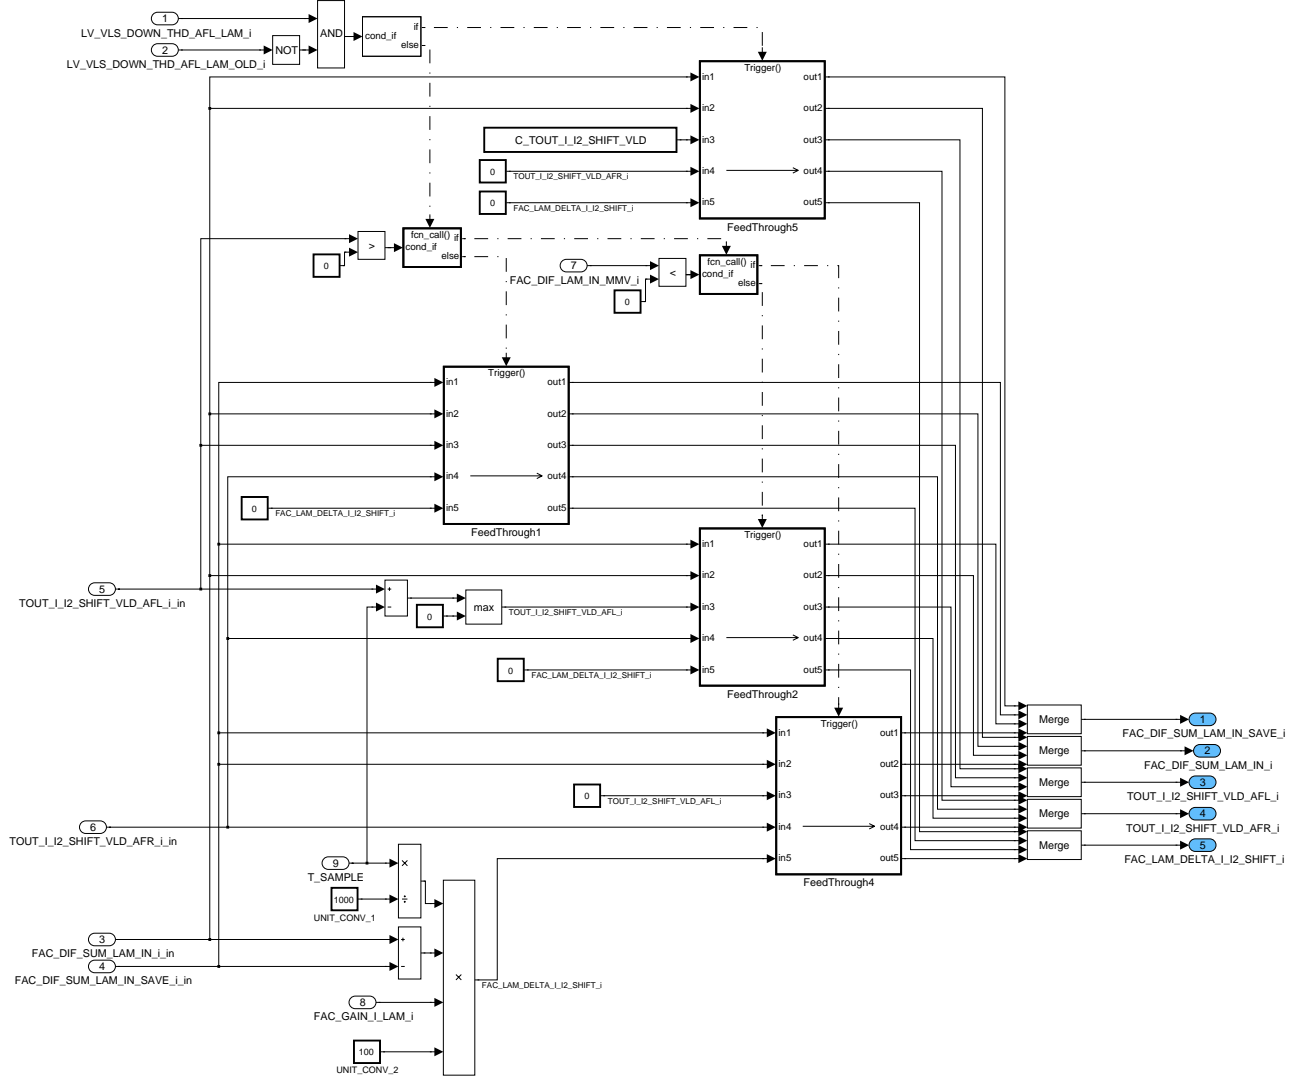 1
LV_VLS_DOWN_THD_AFL_LAM_i
2
LV_VLS_DOWN_THD_AFL_LAM_OLD_i
NOT
AND
cond_if
if
else
Trigger()
in1
in2
in3
in4
in5
out1
out2
out3
out4
out5
FeedThrough5
C_TOUT_I_I2_SHIFT_VLD
0
TOUT_I_I2_SHIFT_VLD_AFR_i
0
FAC_LAM_DELTA_I_I2_SHIFT_i
>
0
fcn_call()
cond_if
if
else
7
FAC_DIF_LAM_IN_MMV_i
<
0
fcn_call()
cond_if
if
else
Trigger()
in1
in2
in3
in4
in5
out1
out2
out3
out4
out5
FeedThrough1
0
FAC_LAM_DELTA_I_I2_SHIFT_i
Trigger()
in1
in2
in3
in4
in5
out1
out2
out3
out4
out5
FeedThrough2
5
TOUT_I_I2_SHIFT_VLD_AFL_i_in
+
−
0
max
TOUT_I_I2_SHIFT_VLD_AFL_i
0
FAC_LAM_DELTA_I_I2_SHIFT_i
Trigger()
in1
in2
in3
in4
in5
out1
out2
out3
out4
out5
FeedThrough4
0
TOUT_I_I2_SHIFT_VLD_AFL_i
Merge
1
FAC_DIF_SUM_LAM_IN_SAVE_i
Merge
2
FAC_DIF_SUM_LAM_IN_i
Merge
3
TOUT_I_I2_SHIFT_VLD_AFL_i
Merge
4
TOUT_I_I2_SHIFT_VLD_AFR_i
Merge
5
FAC_LAM_DELTA_I_I2_SHIFT_i
6
TOUT_I_I2_SHIFT_VLD_AFR_i_in
9
T_SAMPLE
×
÷
1000
UNIT_CONV_1
3
FAC_DIF_SUM_LAM_IN_i_in
4
FAC_DIF_SUM_LAM_IN_SAVE_i_in
+
−
×
FAC_LAM_DELTA_I_I2_SHIFT_i
8
FAC_GAIN_I_LAM_i
100
UNIT_CONV_2